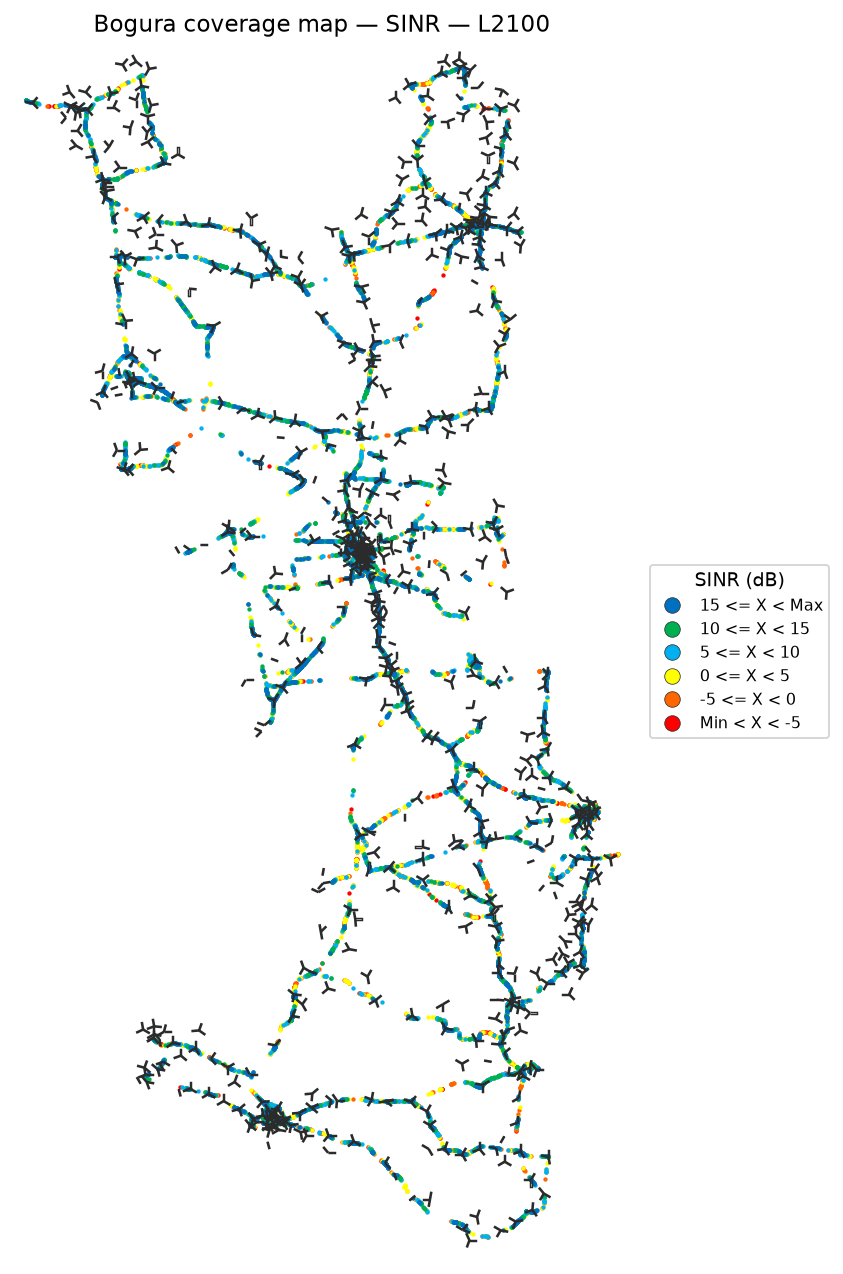 Bogura coverage map — SINR — L2100
SINR (dB)
15 <= X < Max
10 <= X < 15
5 <= X < 10
0 <= X < 5
-5 <= X < 0
Min < X < -5